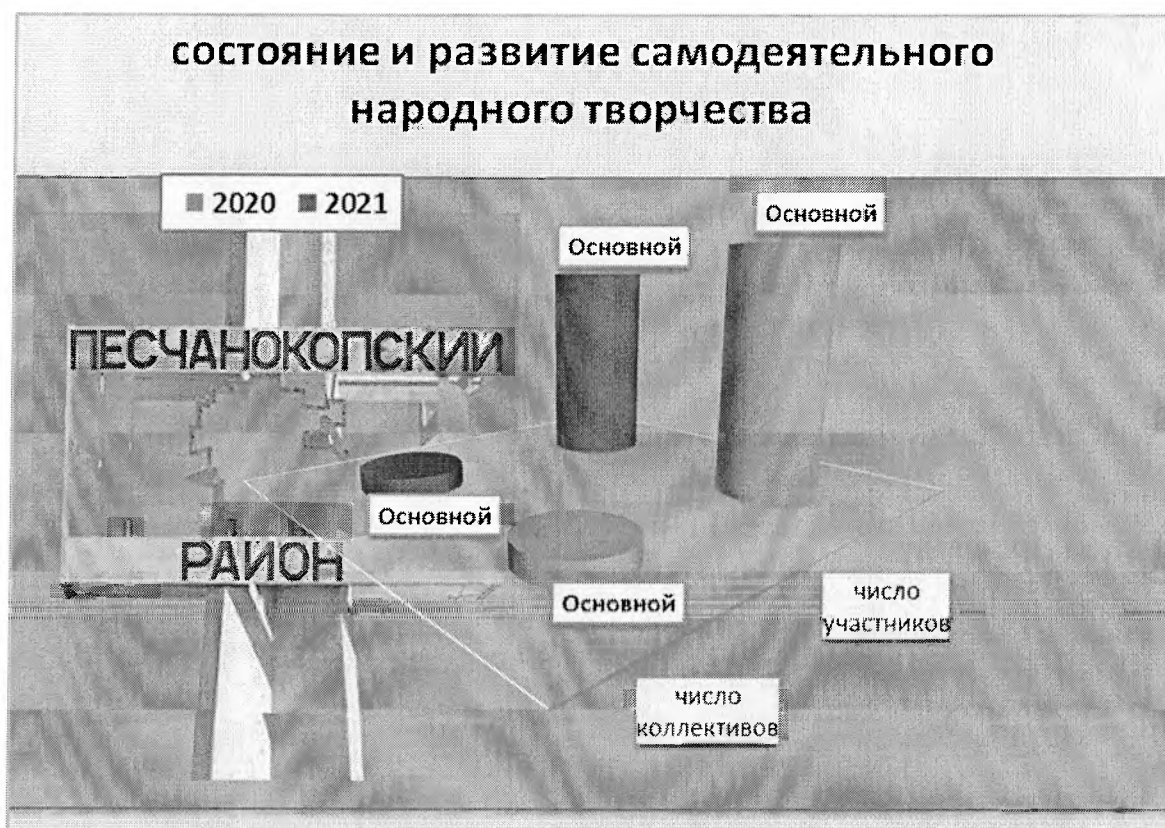 состояние и развитие самодеятельного
народного творчества
2020 2021
Основной
Основной
ПЕСЧАНОКОПСКИЙ
Основной
РАЙОН
Основной
число
участников
число
коллективов